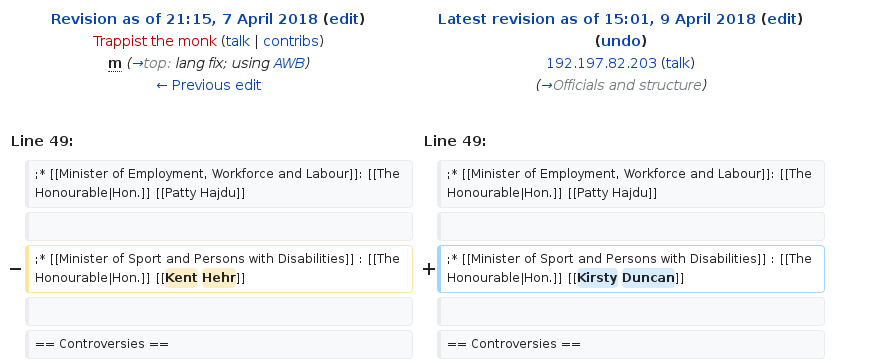 Revision as of 21:15, 7 April 2018 (edit)
Trappist the monk (talk | contribs)
m (→top: lang fix; using AWB)
← Previous edit
Latest revision as of 15:01, 9 April 2018 (edit)
(undo)
192.197.82.203 (talk)
(→Officials and structure)
Line 49:
Line 49:
;* [[Minister of Employment, Workforce and Labour]]: [[The
Honourable|Hon.]] [[Patty Hajdu]]
;* [[Minister of Employment, Workforce and Labour]]: [[The
Honourable|Hon.]] [[Patty Hajdu]]
− ;* [[Minister of Sport and Persons with Disabilities]] : [[The
Honourable|Hon.]] [[Kent Hehr]]
+ ;* [[Minister of Sport and Persons with Disabilities]] : [[The
Honourable|Hon.]] [[Kirsty Duncan]]
== Controversies ==
== Controversies ==